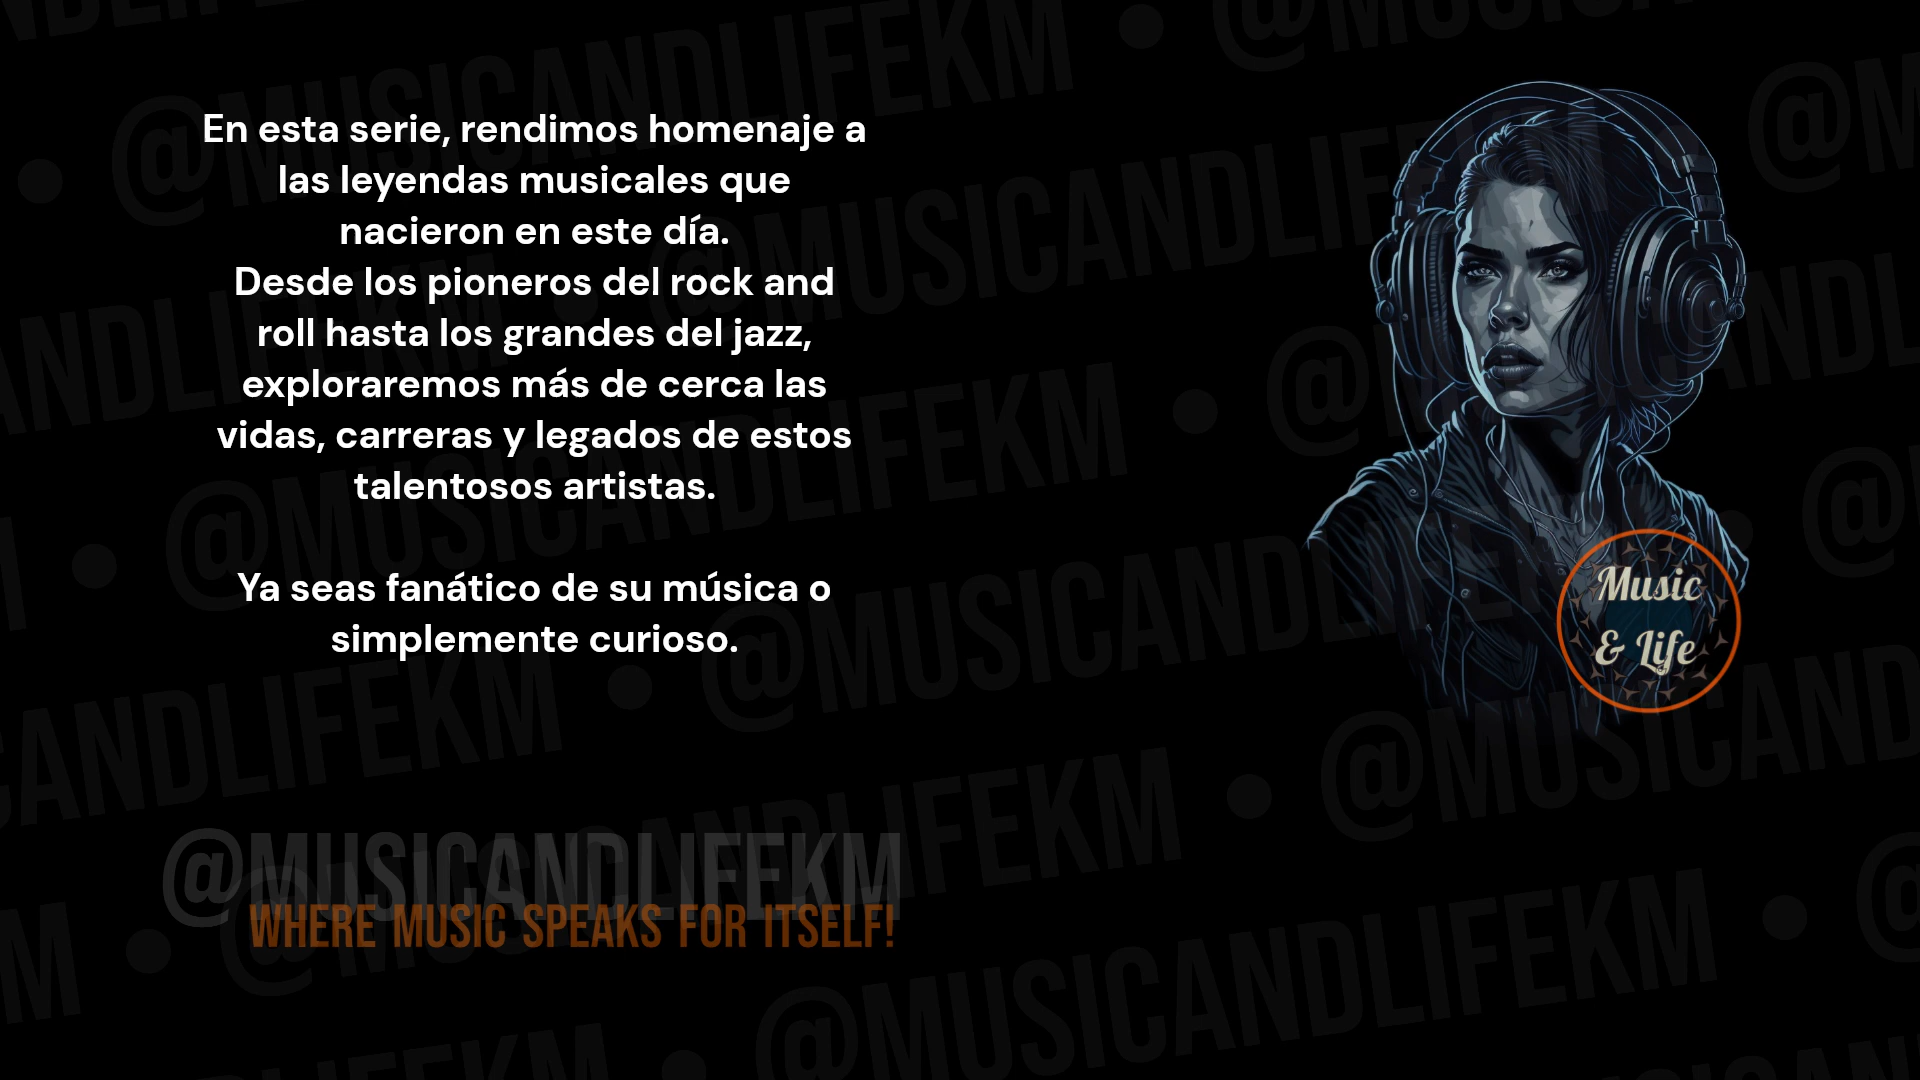 En esta serie, rendimos homenaje a
las leyendas musicales que
nacieron en este día.
Desde los pioneros del rock and
roll hasta los grandes del jazz,
exploraremos más de cerca las
vidas, carreras y legados de estos
talentosos artistas.
Ya seas fanático de su música o
simplemente curioso.
Music
& Life
@MUSICANDLIFEKM
WHERE MUSIC SPEAKS FOR ITSELF!